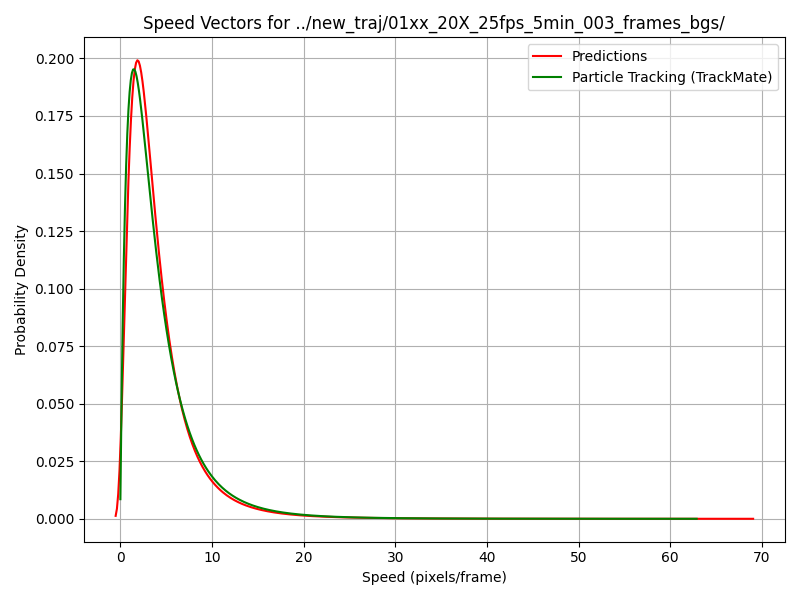 Speed Vectors for ../new_traj/01xx_20X_25fps_5min_003_frames_bgs/
Predictions
Particle Tracking (TrackMate)
Probability Density
0.200
0.175
0.150
0.125
0.100
0.075
0.050
0.025
0.000
0 10 20 30 40 50 60 70
Speed (pixels/frame)